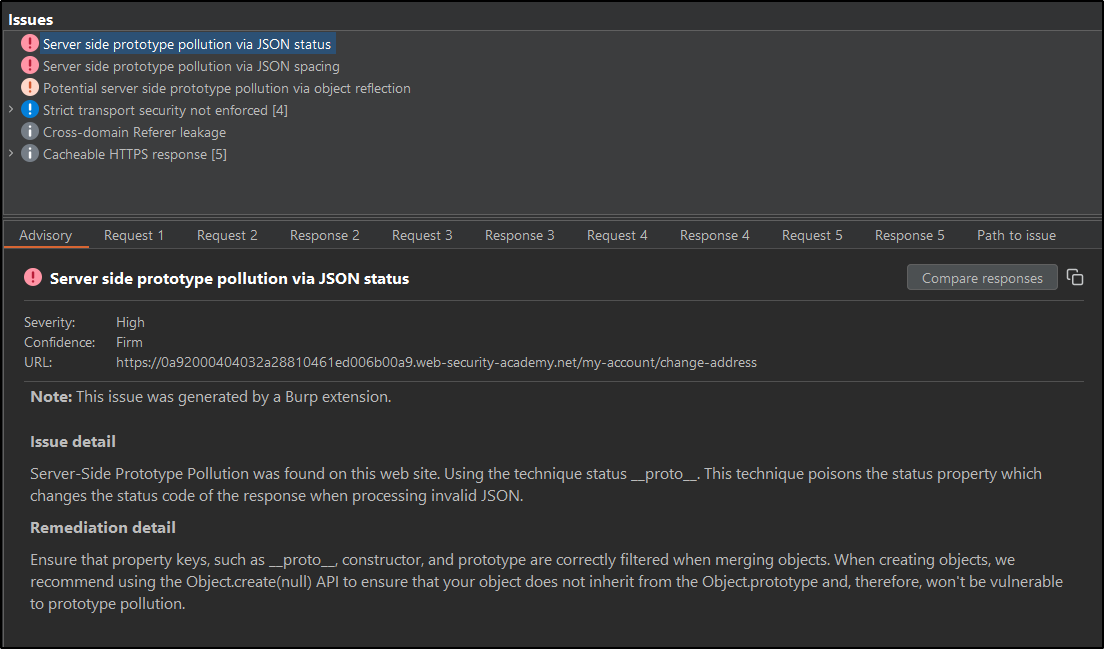 Issues
Server side prototype pollution via JSON status
Server side prototype pollution via JSON spacing
Potential server side prototype pollution via object reflection
Strict transport security not enforced [4]
Cross-domain Referer leakage
Cacheable HTTPS response [5]
Advisory Request 1 Request 2 Response 2 Request 3 Response 3 Request 4 Response 4 Request 5 Response 5 Path to issue
Server side prototype pollution via JSON status Compare responses
Severity: High
Confidence: Firm
URL: https://0a92000404032a28810461ed006b00a9.web-security-academy.net/my-account/change-address
Note: This issue was generated by a Burp extension.
Issue detail
Server-Side Prototype Pollution was found on this web site. Using the technique status __proto__. This technique poisons the status property which
changes the status code of the response when processing invalid JSON.
Remediation detail
Ensure that property keys, such as __proto__, constructor, and prototype are correctly filtered when merging objects. When creating objects, we
recommend using the Object.create(null) API to ensure that your object does not inherit from the Object.prototype and, therefore, won't be vulnerable
to prototype pollution.